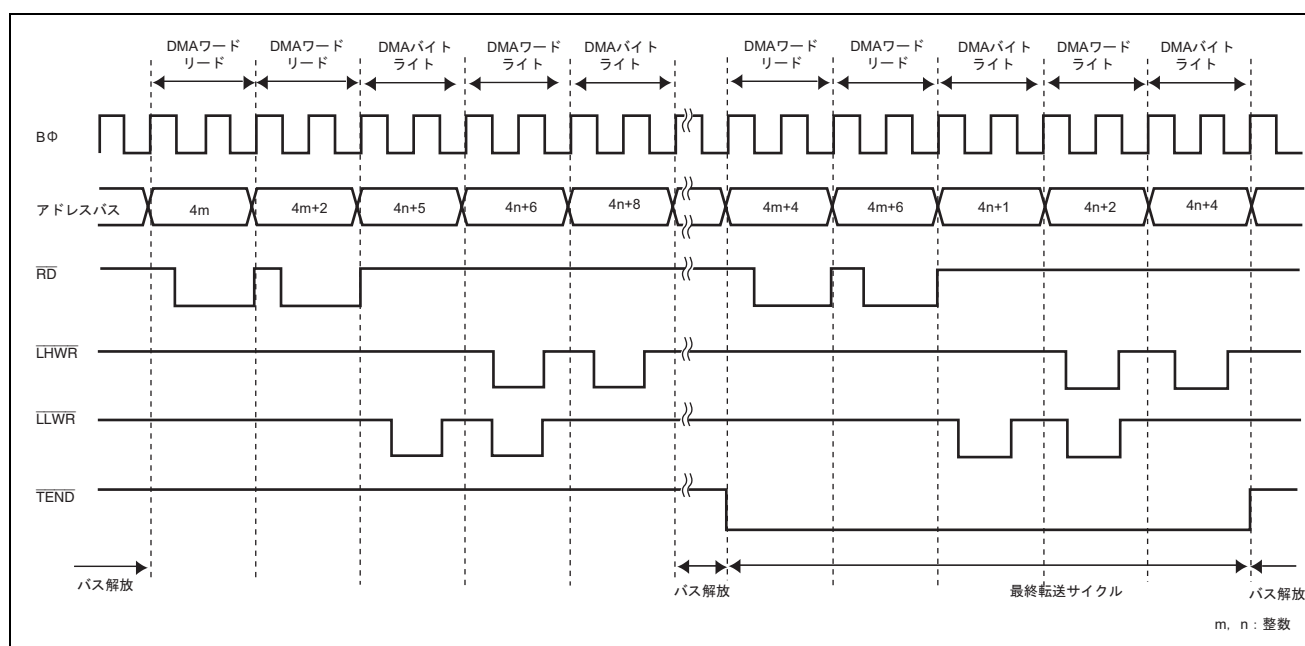 DMAワード DMAワード DMAバイト DMAワード DMAバイト DMAワード DMAワード DMAバイト DMAワード DMAバイト
リード リード ライト ライト ライト リード リード ライト ライト ライト
BΦ
アドレスバス 4m 4m+2 4n+5 4n+6 4n+8 4m+4 4m+6 4n+1 4n+2 4n+4
RD
LHWR
LLWR
TEND
バス解放 バス解放 最終転送サイクル バス解放
m, n：整数